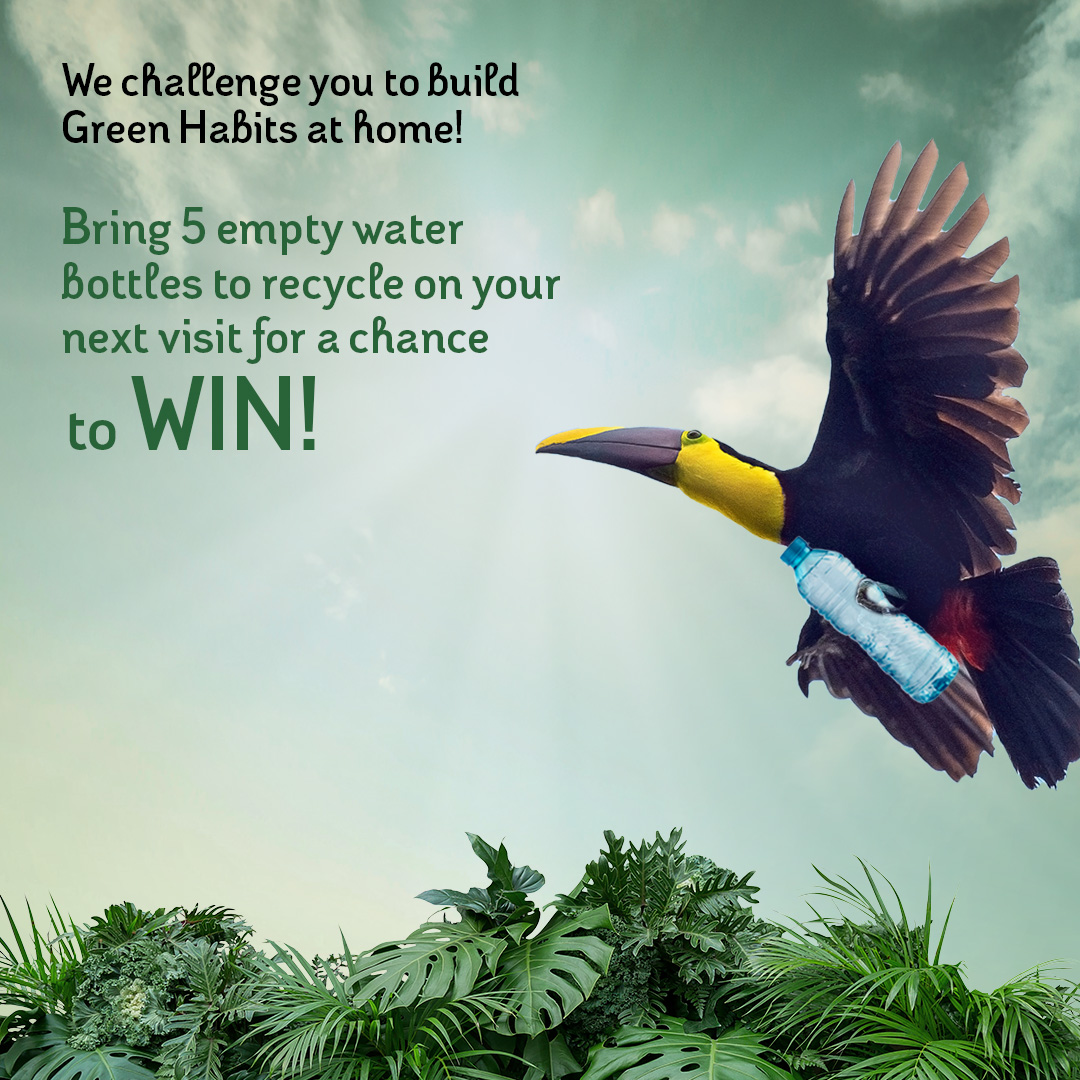 We challenge you to build
Green Habits at home!
Bring 5 empty water
bottles to recycle on your
next visit for a chance
to WIN!